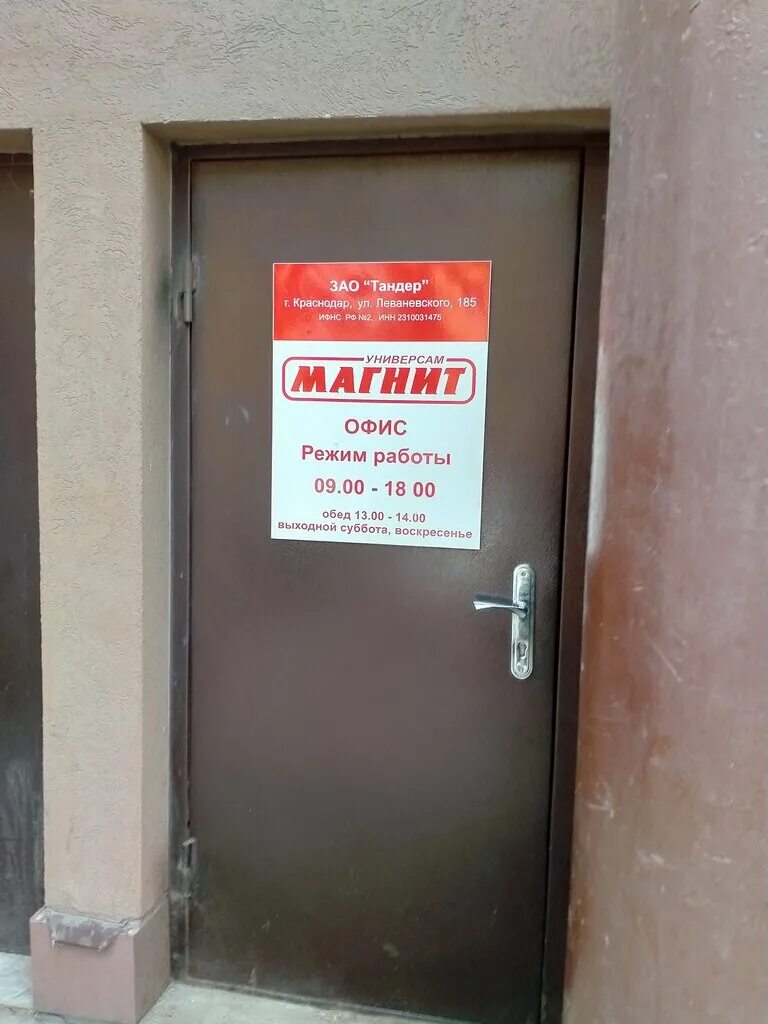 ЗАО "Тандер"
г. Краснодар, ул. Леваневского, 185
ИФНС РФ №2, ИНН 2310031475
УНИВЕРСАМ
МАГНИТ
ОФИС
Режим работы
09.00 - 18 00
обед 13.00 - 14.00
выходной суббота, воскресенье